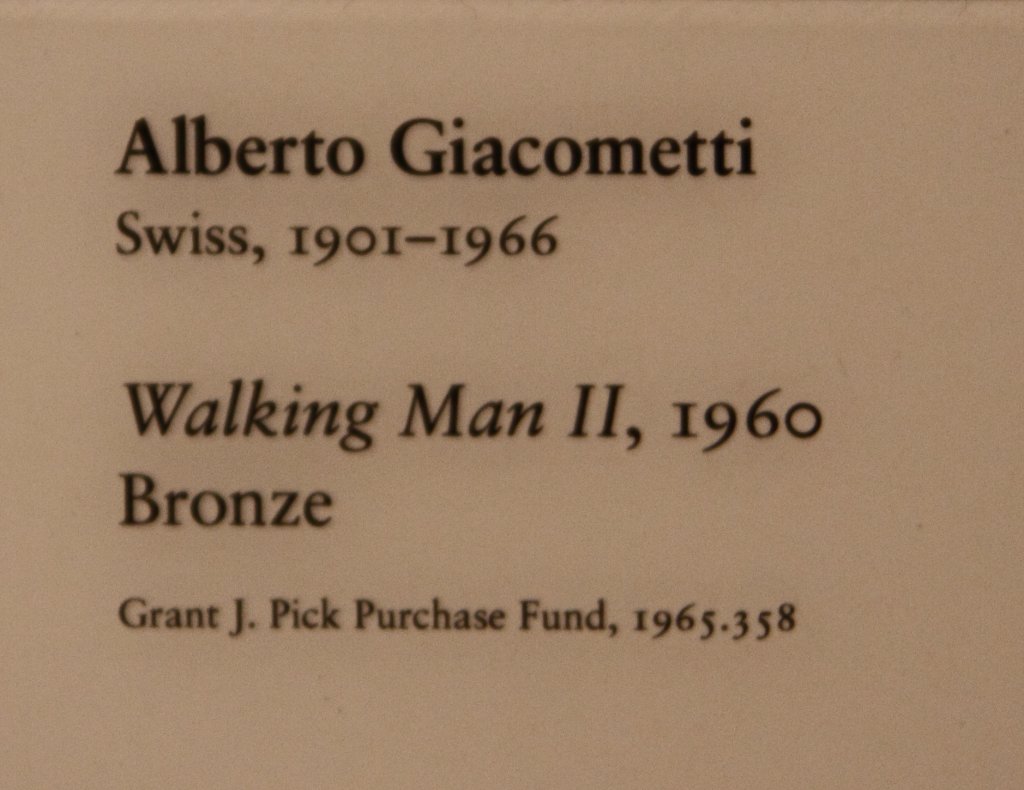 Alberto Giacometti
Swiss, 1901–1966
Walking Man II, 1960
Bronze
Grant J. Pick Purchase Fund, 1965.358